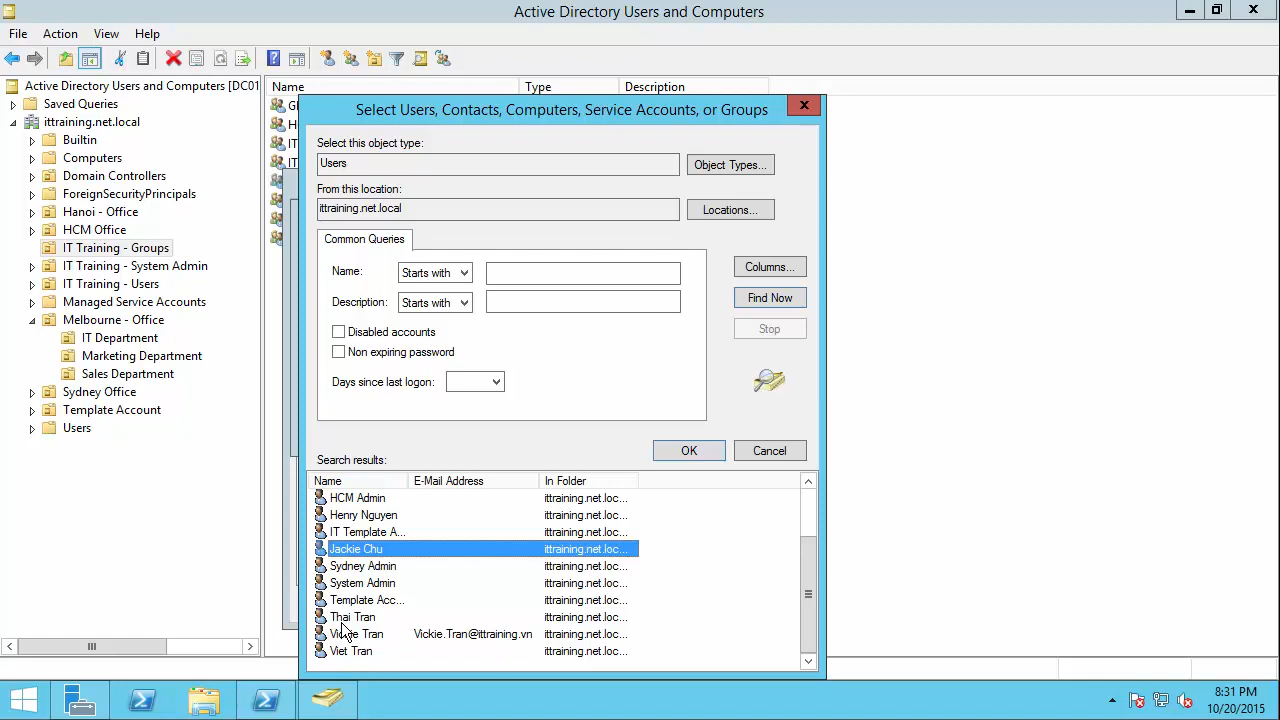 Active Directory Users and Computers
File Action View Help
Active Directory Users and Computers [DC01
Saved Queries
ittraining.net.local
Builtin
Computers
Domain Controllers
ForeignSecurityPrincipals
Hanoi - Office
HCM Office
IT Training - Groups
IT Training - System Admin
IT Training - Users
Managed Service Accounts
Melbourne - Office
IT Department
Marketing Department
Sales Department
Sydney Office
Template Account
Users
Name Type Description
Select Users, Contacts, Computers, Service Accounts, or Groups
Select this object type:
Users Object Types...
From this location:
ittraining.net.local Locations...
Common Queries
Name: Starts with
Description: Starts with
Disabled accounts
Non expiring password
Days since last logon:
Columns...
Find Now
Stop
OK Cancel
Search results:
Name E-Mail Address In Folder
HCM Admin ittraining.net.loc...
Henry Nguyen ittraining.net.loc...
IT Template A... ittraining.net.loc...
Jackie Chu ittraining.net.loc...
Sydney Admin ittraining.net.loc...
System Admin ittraining.net.loc...
Template Acc... ittraining.net.loc...
Thai Tran ittraining.net.loc...
Vickie Tran Vickie.Tran@ittraining.vn ittraining.net.loc...
Viet Tran ittraining.net.loc...
8:31 PM
10/20/2015